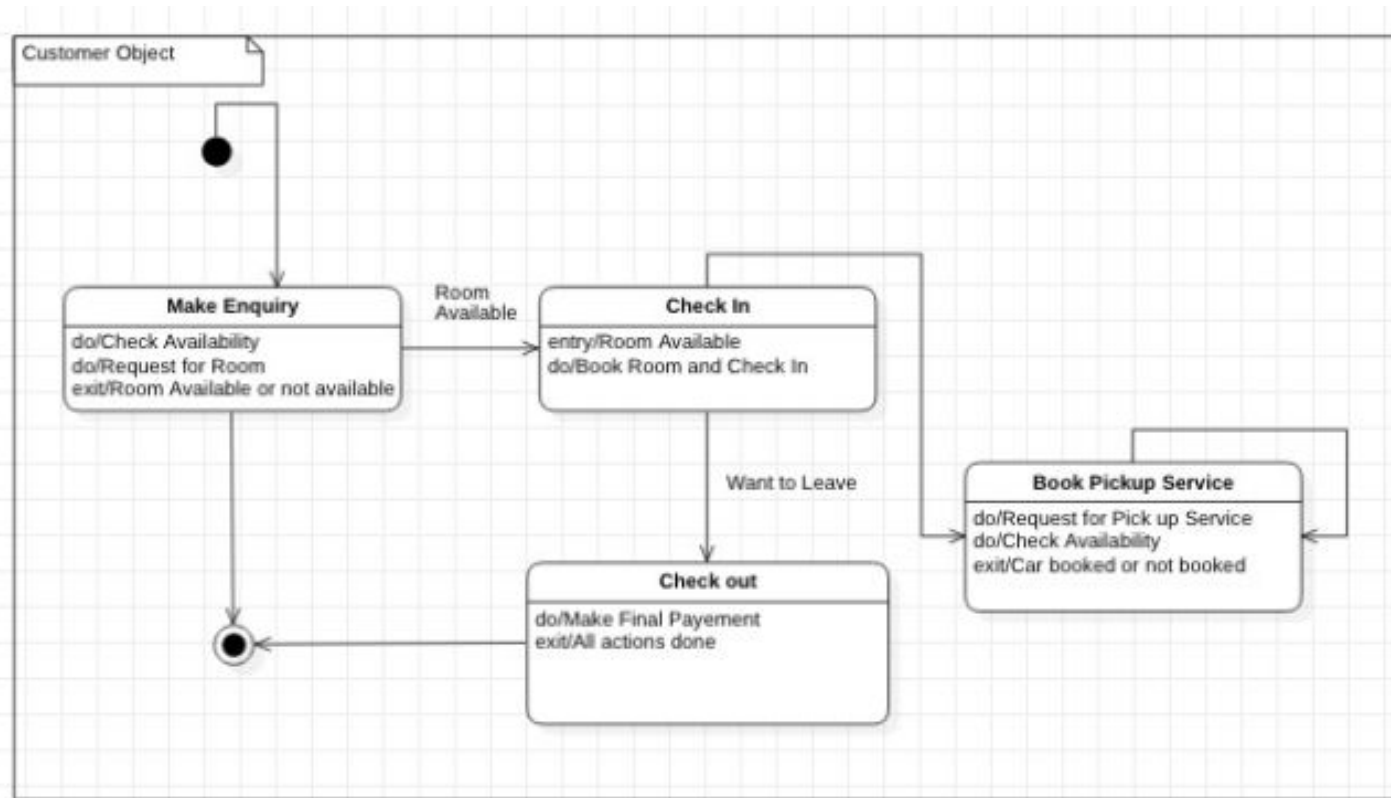 Customer Object
Make Enquiry
do/Check Availability
do/Request for Room
exit/Room Available or not available
Room
Available
Check In
entry/Room Available
do/Book Room and Check In
Want to Leave
Book Pickup Service
do/Request for Pick up Service
do/Check Availability
exit/Car booked or not booked
Check out
do/Make Final Payement
exit/All actions done